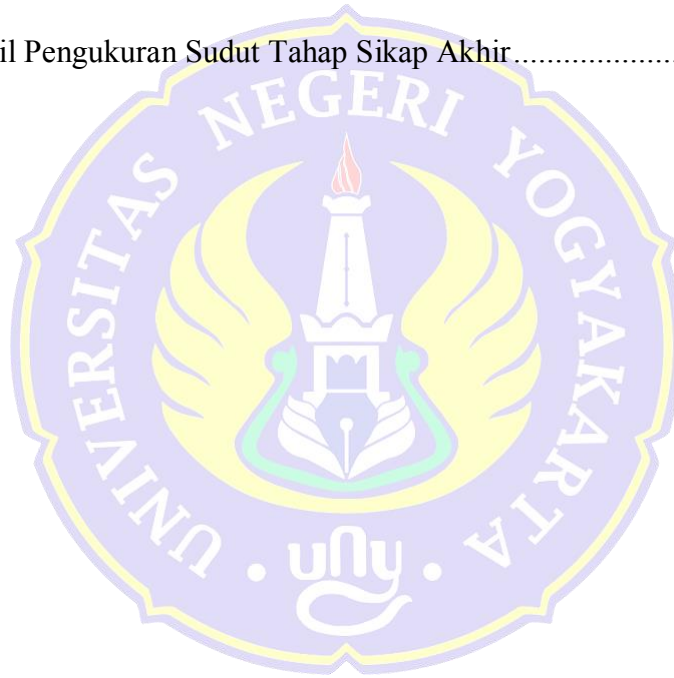 il Pengukuran Sudut Tahap Sikap Akhir....................
UNIVERSITAS NEGERI YOGYAKARTA
uny